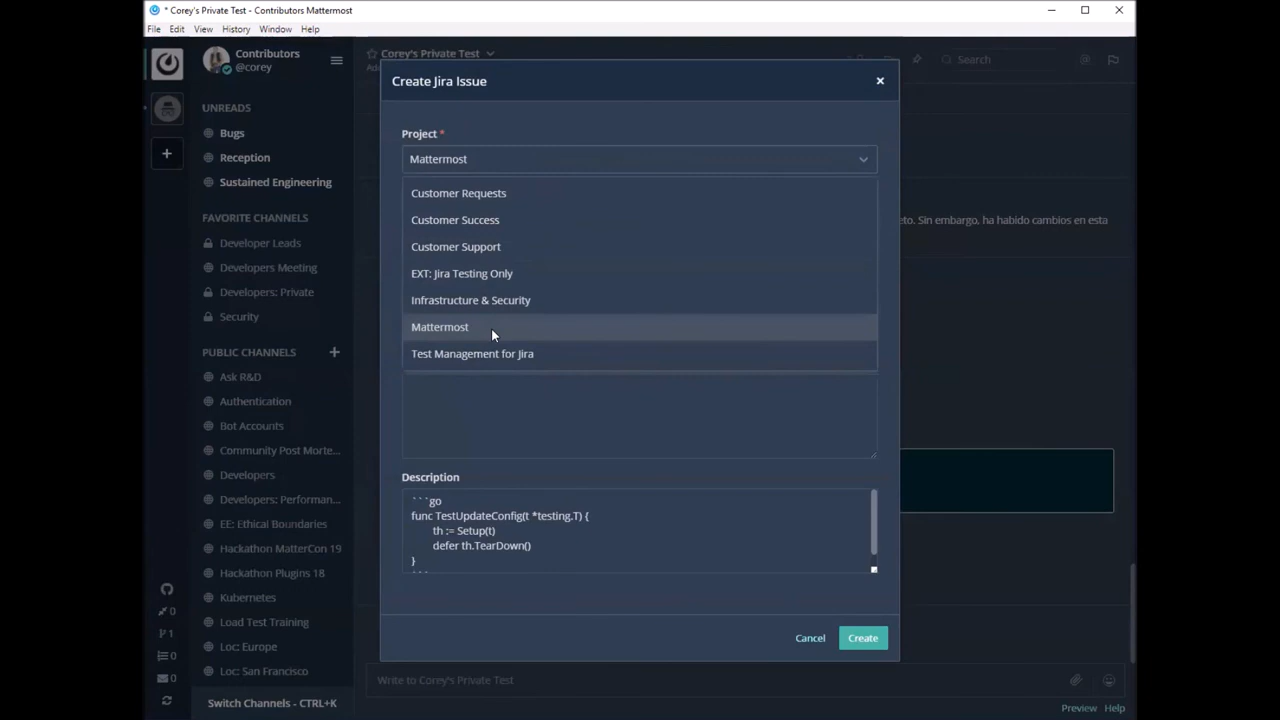 * Corey's Private Test - Contributors Mattermost
File Edit View History Window Help
Contributors
@corey
Corey's Private Test
Search
UNREADS
Bugs
Reception
Sustained Engineering
FAVORITE CHANNELS
Developer Leads
Developers Meeting
Developers: Private
Security
PUBLIC CHANNELS +
Ask R&D
Authentication
Bot Accounts
Community Post Morte...
Developers
Developers: Performan...
EE: Ethical Boundaries
Hackathon MatterCon 19
Hackathon Plugins 18
Kubernetes
Load Test Training
Loc: Europe
Loc: San Francisco
Switch Channels - CTRL+K
0
1
0
0
Create Jira Issue ×
Project *
Mattermost
Customer Requests
Customer Success
Customer Support
EXT: Jira Testing Only
Infrastructure & Security
Mattermost
Test Management for Jira
Description
```go
func TestUpdateConfig(t *testing.T) {
th := Setup(t)
defer th.TearDown()
}
Cancel Create
Sin embargo, ha habido cambios en esta
Write to Corey's Private Test
Preview Help